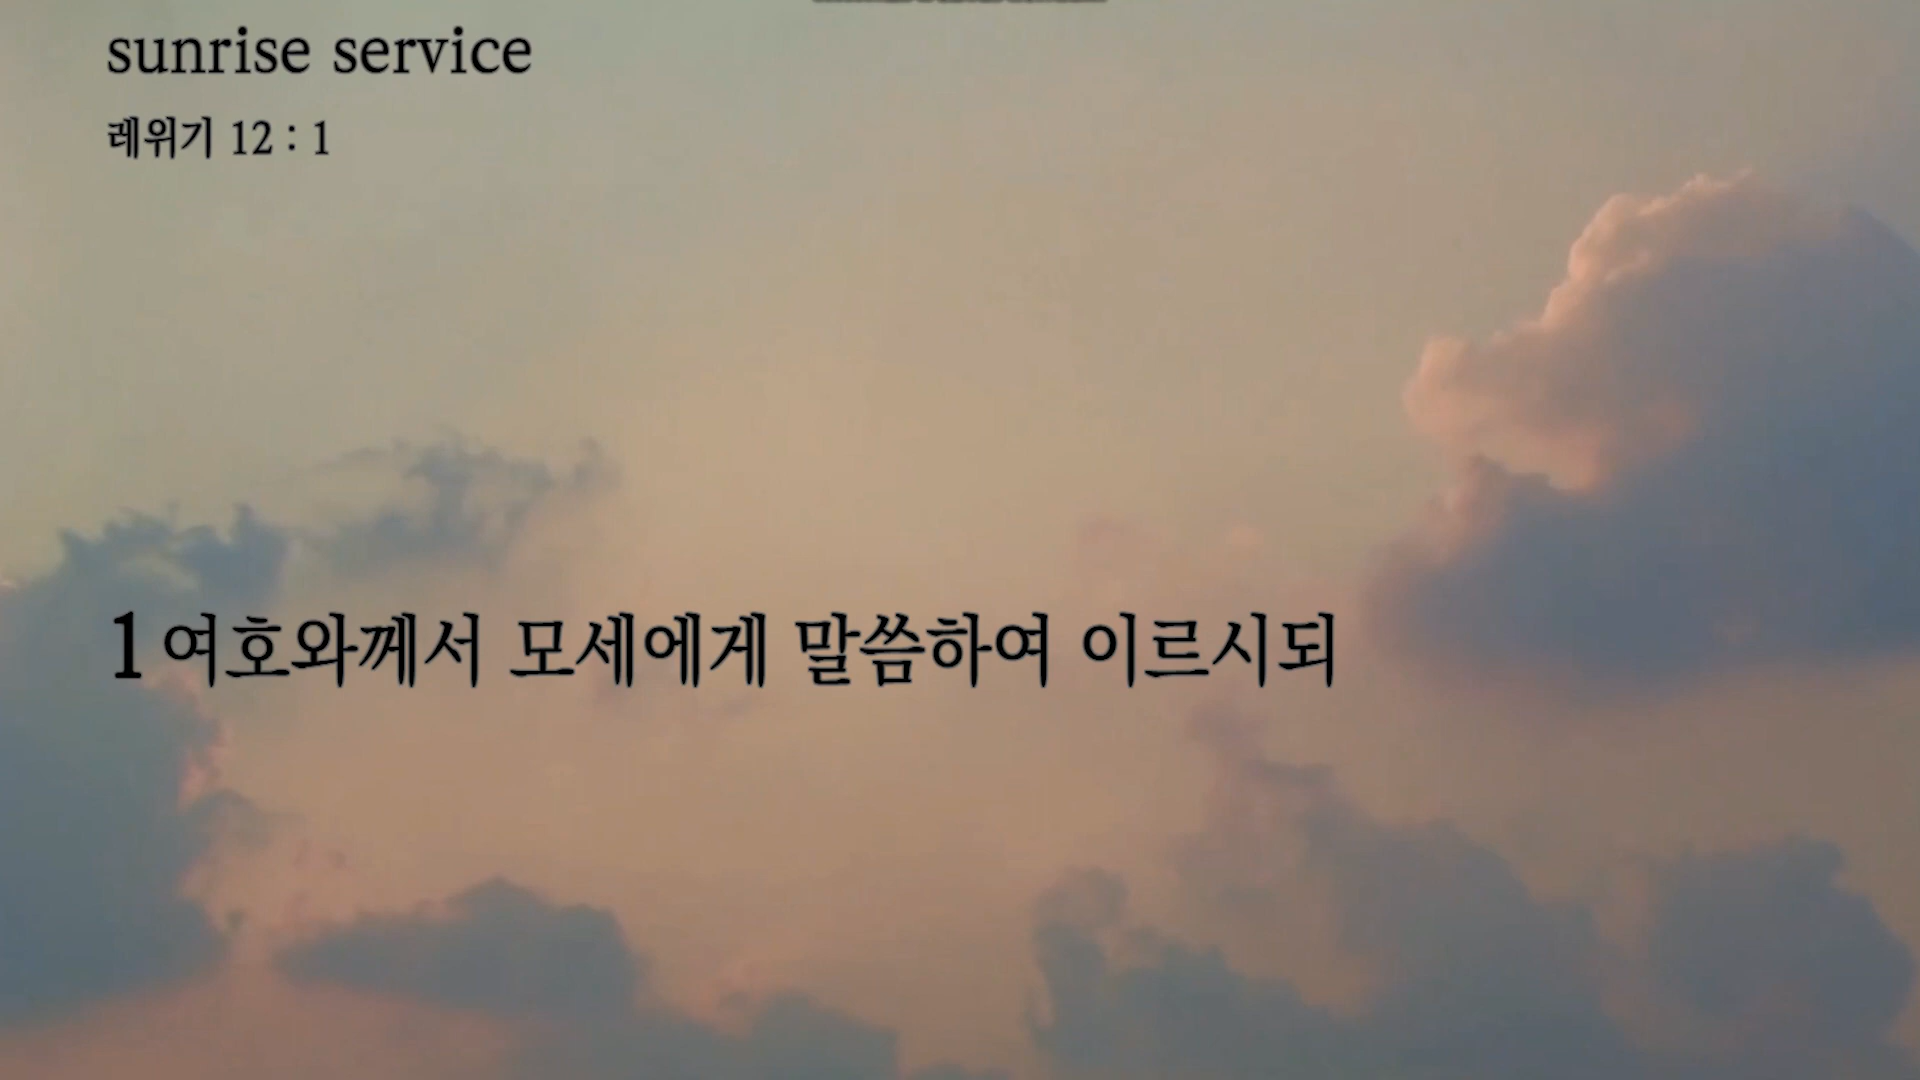 sunrise service
레위기 12 : 1
1 여호와께서 모세에게 말씀하여 이르시되